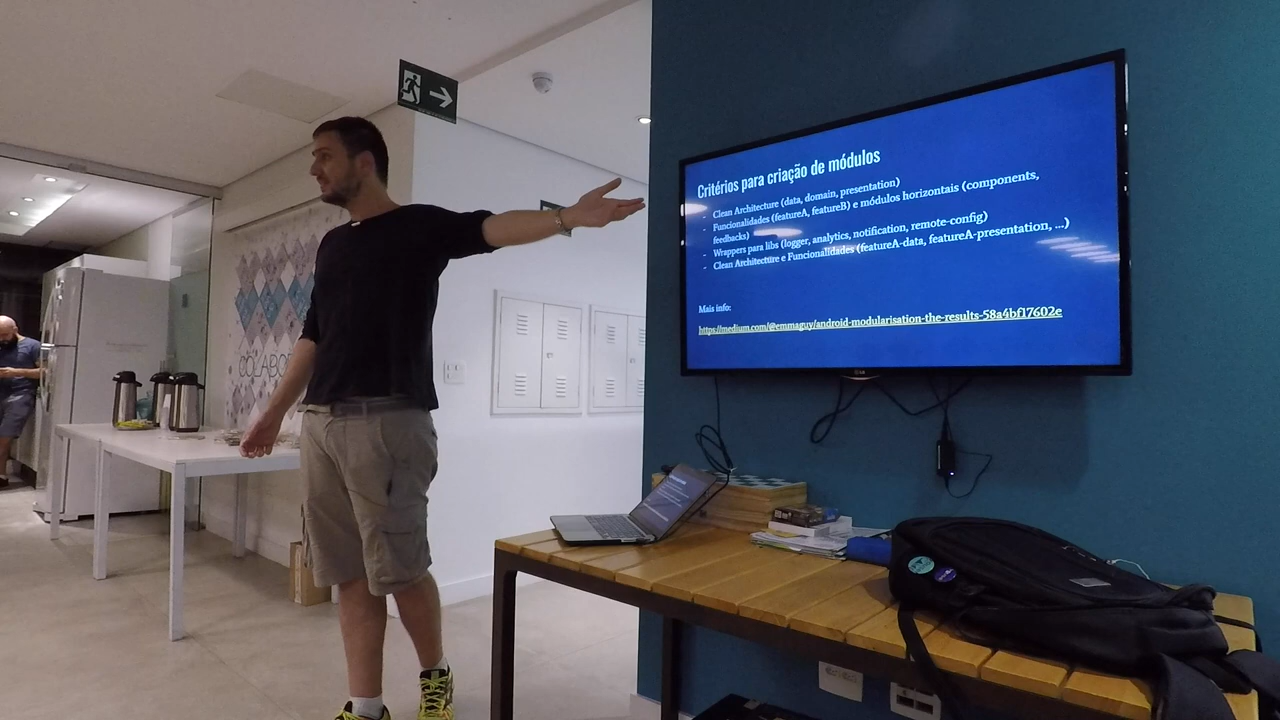 Critérios para criação de módulos
- Clean Architecture (data, domain, presentation)
- Funcionalidades (featureA, featureB) e módulos horizontais (components,
feedbacks)
- Wrappers para libs (logger, analytics, notification, remote-config)
- Clean Architecture e Funcionalidades (featureA-data, featureA-presentation, ...)
Mais info:
https://medium.com/@emmaguy/android-modularisation-the-results-58a4bf17602e
LG